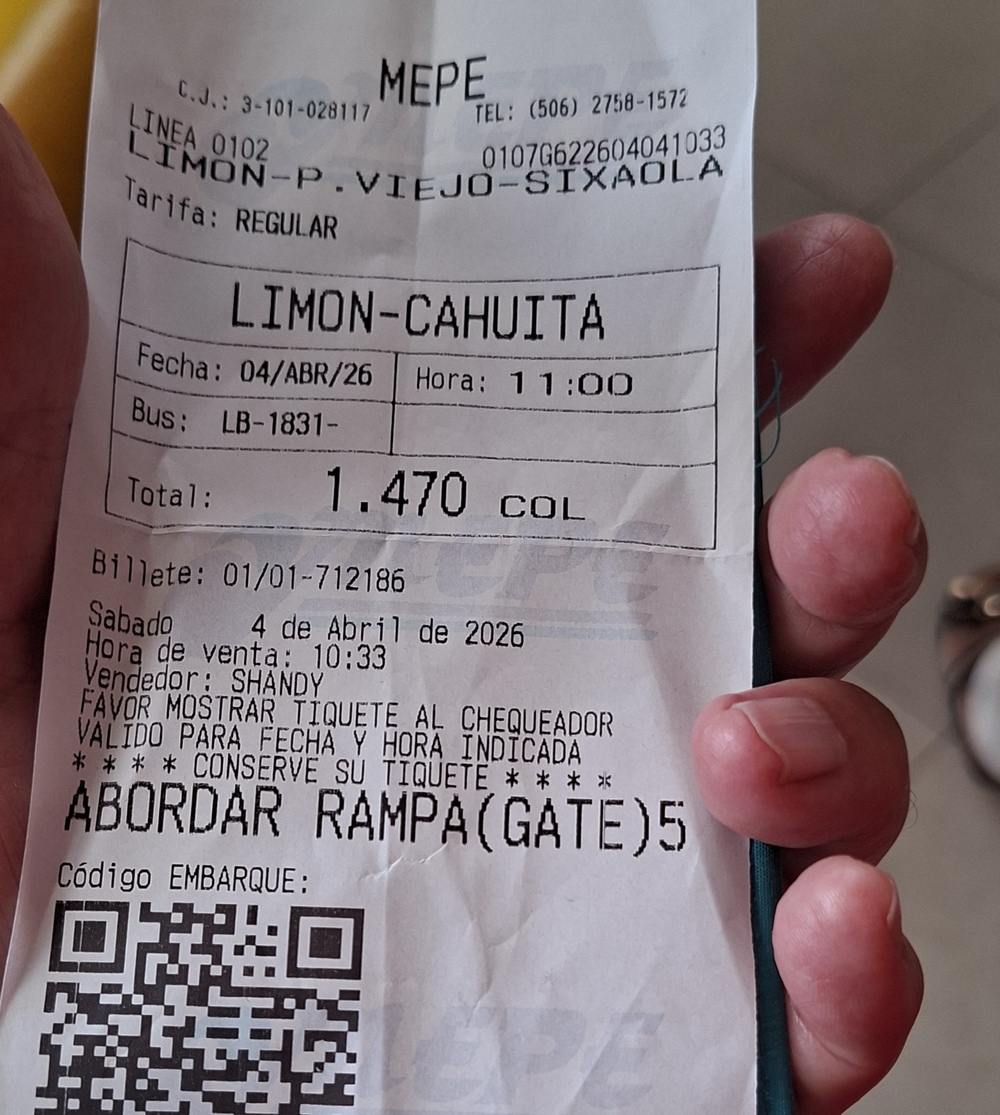 MEPE
C.J.: 3-101-028117 TEL: (506) 2758-1572
LINEA 0102 0107G622604041033
LIMON-P.VIEJO-SIXAOLA
Tarifa: REGULAR
LIMON-CAHUITA
Fecha: 04/ABR/26 Hora: 11:00
Bus: LB-1831-
Total: 1.470 COL
Billete: 01/01-712186
Sabado 4 de Abril de 2026
Hora de venta: 10:33
Vendedor: SHANDY
FAVOR MOSTRAR TIQUETE AL CHEQUEADOR
VALIDO PARA FECHA Y HORA INDICADA
* * * * CONSERVE SU TIQUETE * * * *
ABORDAR RAMPA(GATE)5
Código EMBARQUE: